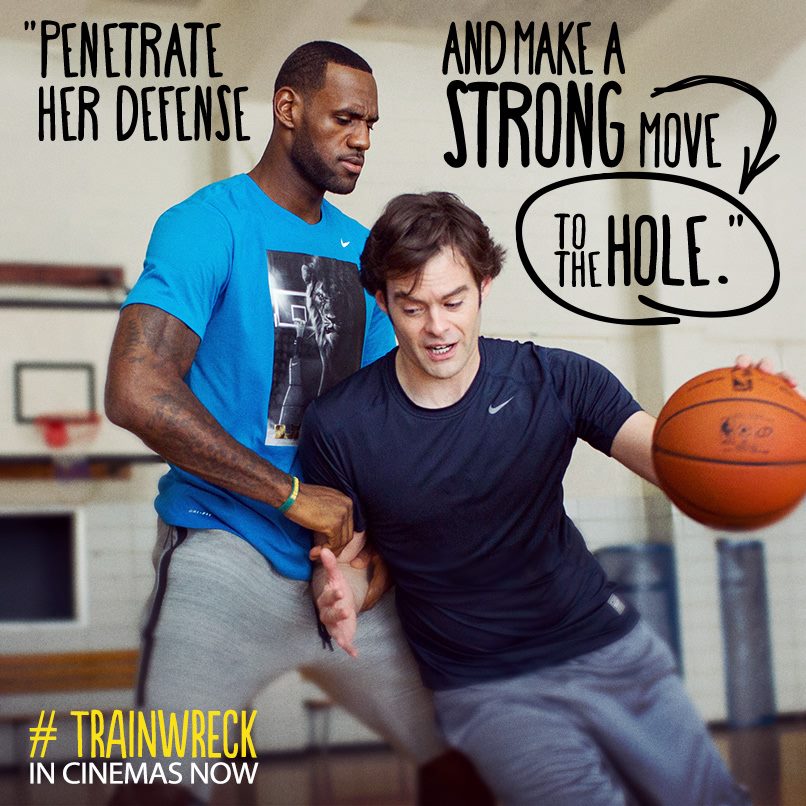 "PENETRATE
HER DEFENSE
AND MAKE A
STRONG MOVE
TO
THE HOLE."
# TRAINWRECK
IN CINEMAS NOW